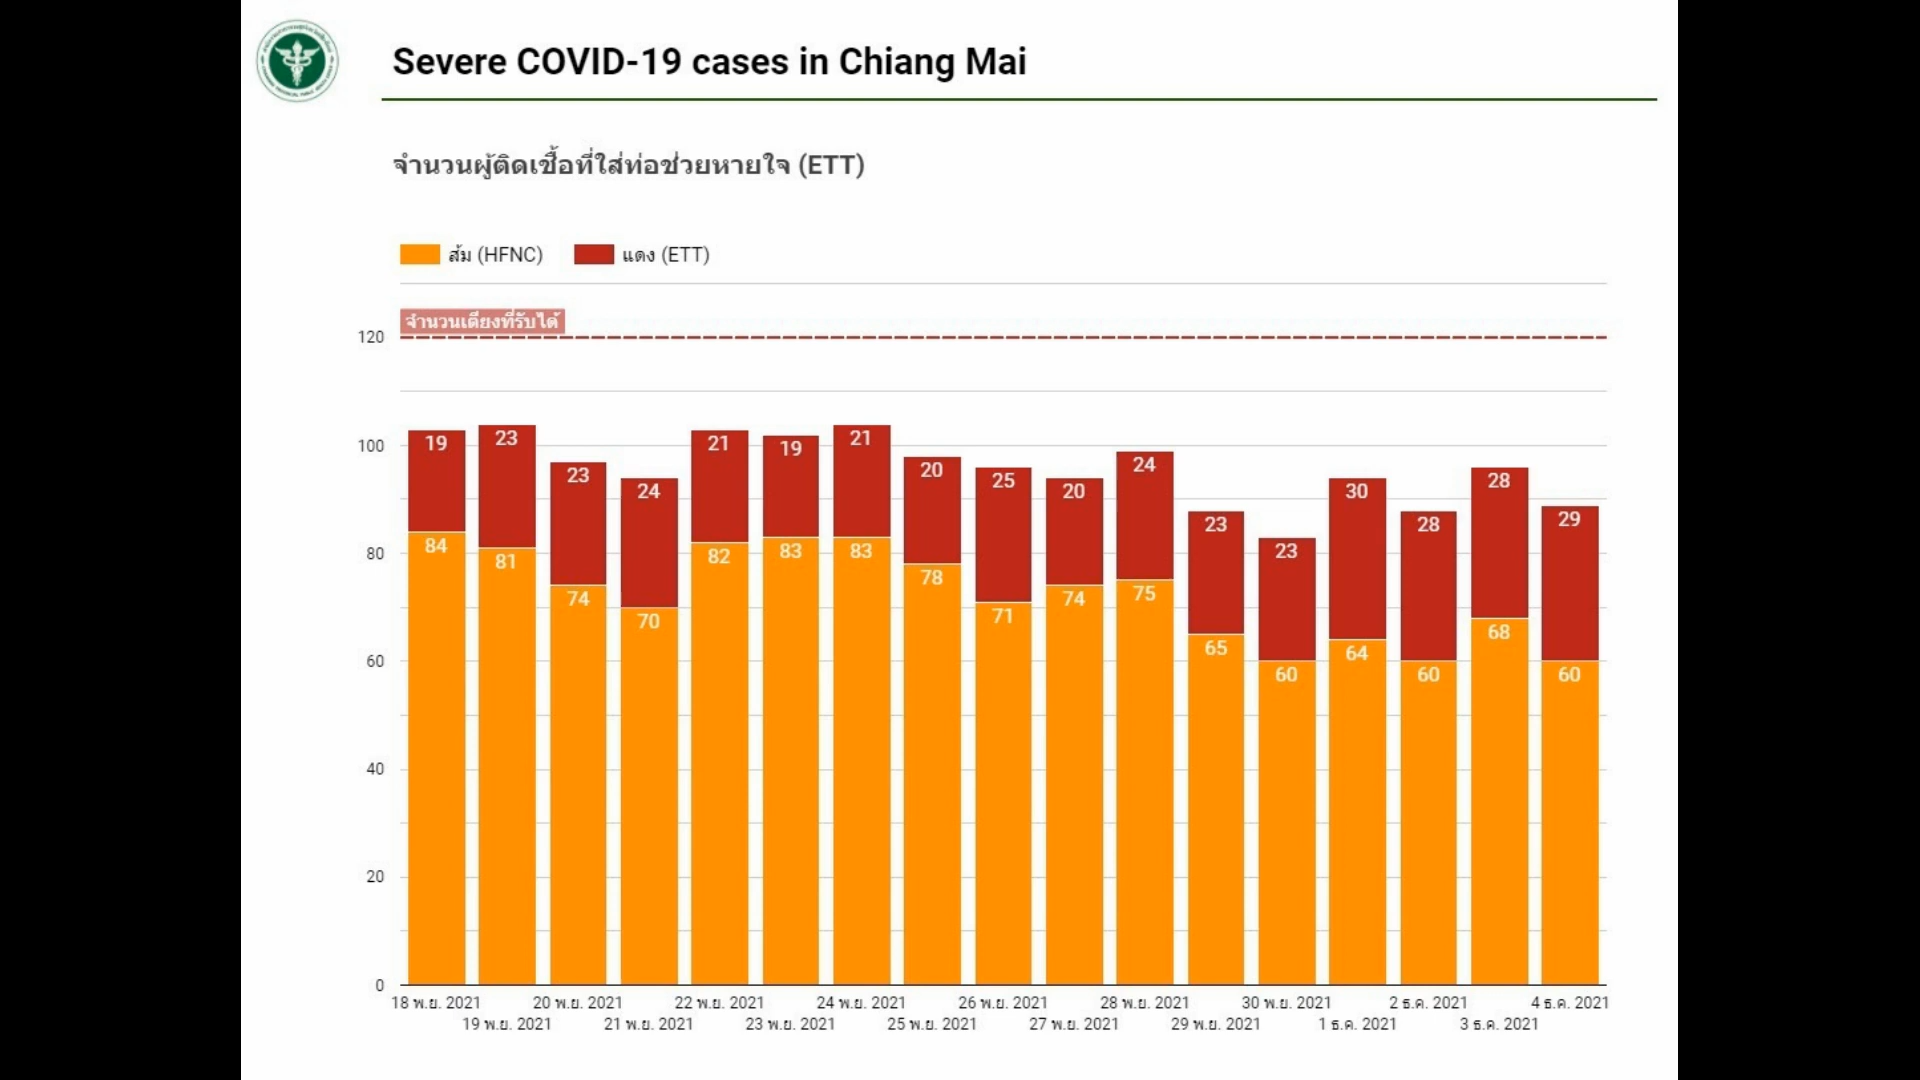 Severe COVID-19 cases in Chiang Mai
จำนวนผู้ติดเชื้อที่ใส่ท่อช่วยหายใจ (ETT)
ส้ม (HFNC) แดง (ETT)
จำนวนเตียงที่รับได้
120
100
80
60
40
20
0
19 23 23 24 21 19 21 20 25 20 24 23 23 30 28 28 29
84 81 74 70 82 83 83 78 71 74 75 65 60 64 60 68 60
18 พ.ย. 2021 20 พ.ย. 2021 22 พ.ย. 2021 24 พ.ย. 2021 26 พ.ย. 2021 28 พ.ย. 2021 30 พ.ย. 2021 2 ธ.ค. 2021 4 ธ.ค. 2021
19 พ.ย. 2021 21 พ.ย. 2021 23 พ.ย. 2021 25 พ.ย. 2021 27 พ.ย. 2021 29 พ.ย. 2021 1 ธ.ค. 2021 3 ธ.ค. 2021